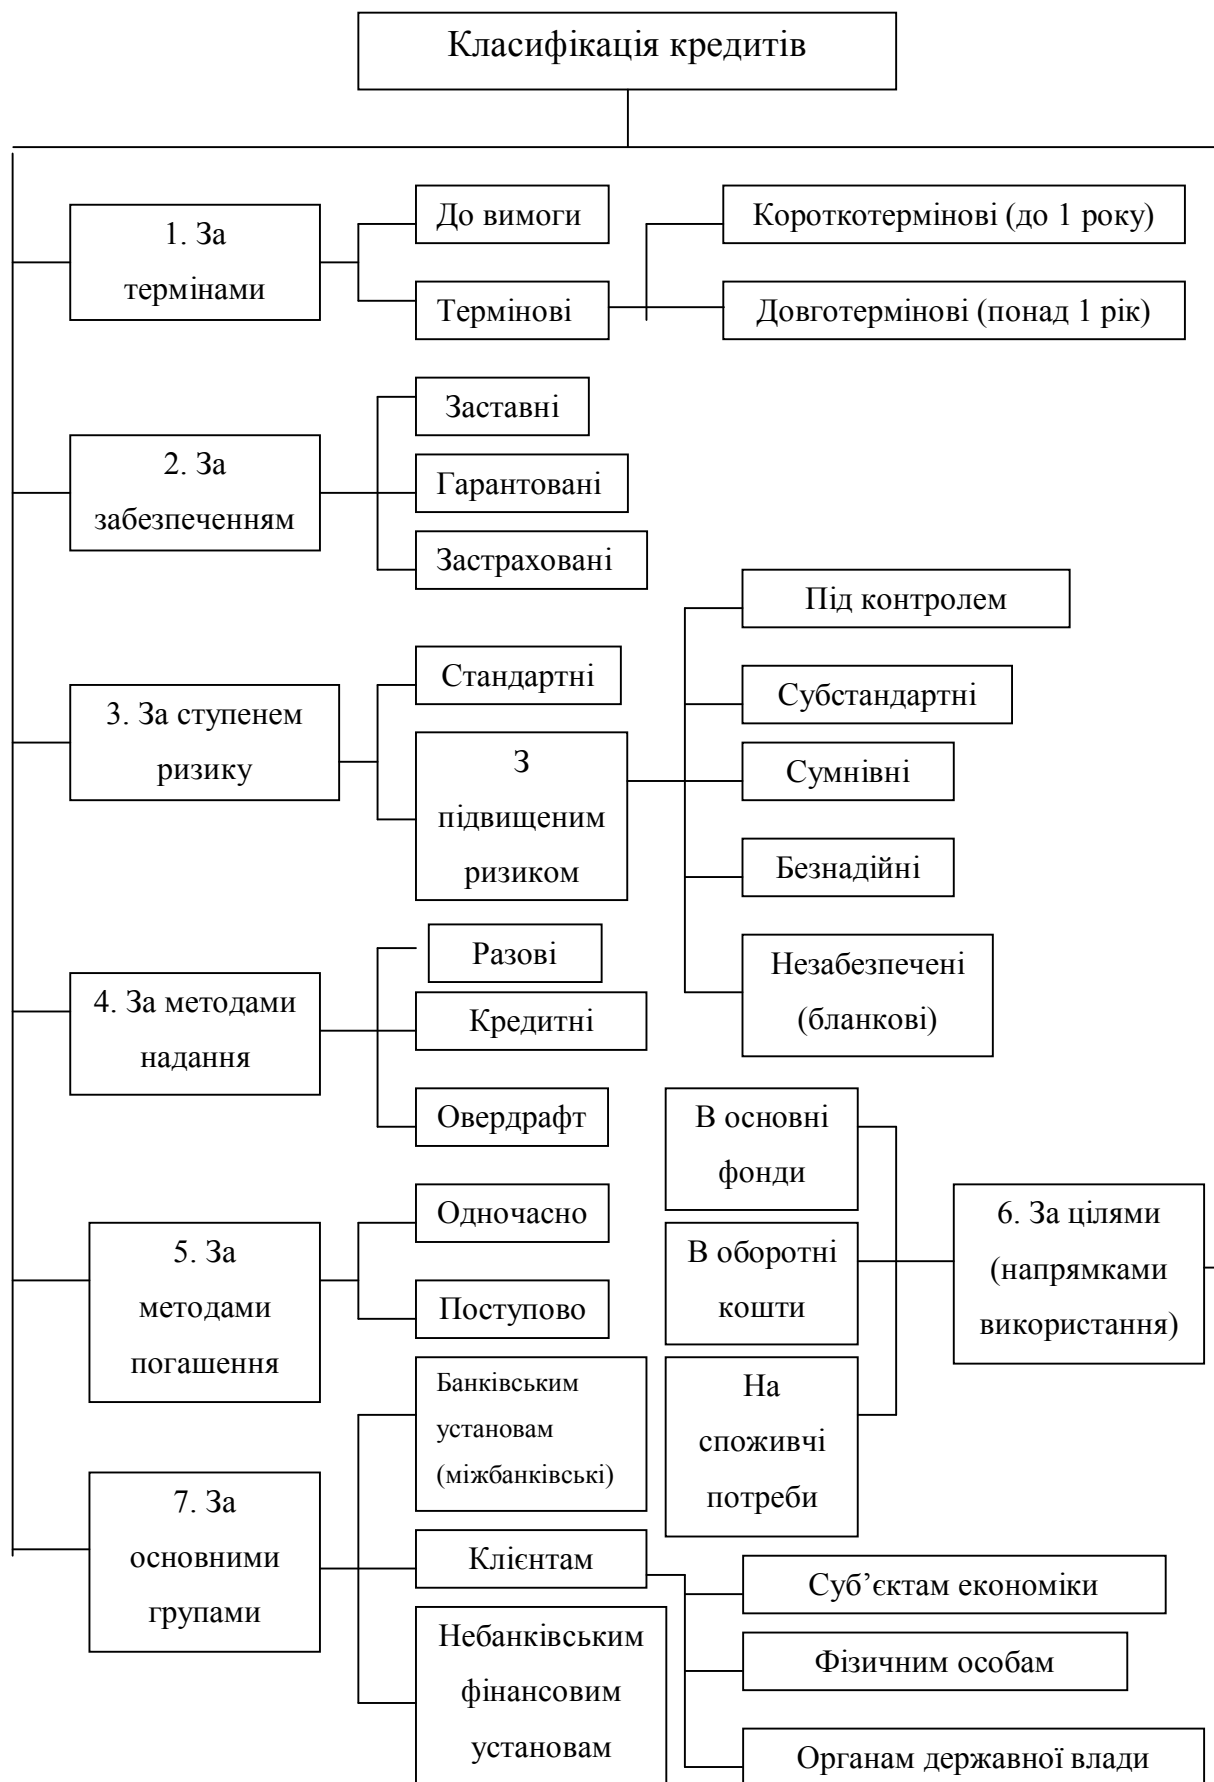 Класифікація кредитів
1. За
термінами
До вимоги
Термінові
Короткотермінові (до 1 року)
Довготермінові (понад 1 рік)
2. За
забезпеченням
Заставні
Гарантовані
Застраховані
3. За ступенем
ризику
Стандартні
З
підвищеним
ризиком
Під контролем
Субстандартні
Сумнівні
Безнадійні
Незабезпечені
(бланкові)
4. За методами
надання
Разові
Кредитні
Овердрафт
5. За
методами
погашення
Одночасно
Поступово
6. За цілями
(напрямками
використання)
В основні
фонди
В оборотні
кошти
На
споживчі
потреби
7. За
основними
групами
Банківським
установам
(міжбанківські)
Клієнтам
Небанківським
фінансовим
установам
Суб’єктам економіки
Фізичним особам
Органам державної влади